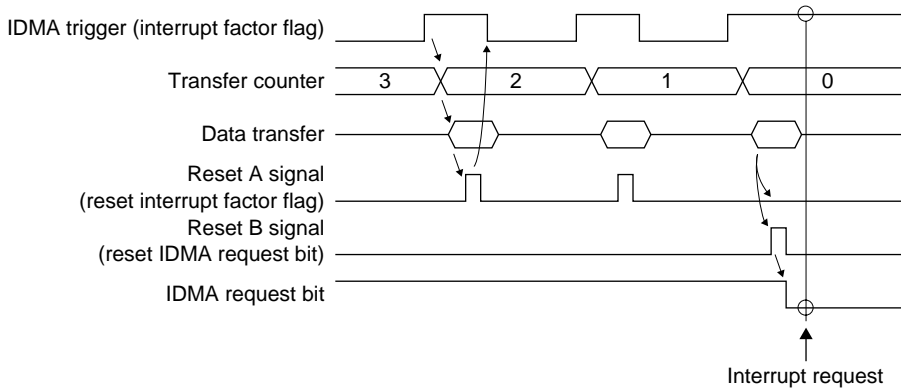 IDMA trigger (interrupt factor flag)
Transfer counter 3 2 1 0
Data transfer
Reset A signal
(reset interrupt factor flag)
Reset B signal
(reset IDMA request bit)
IDMA request bit
Interrupt request